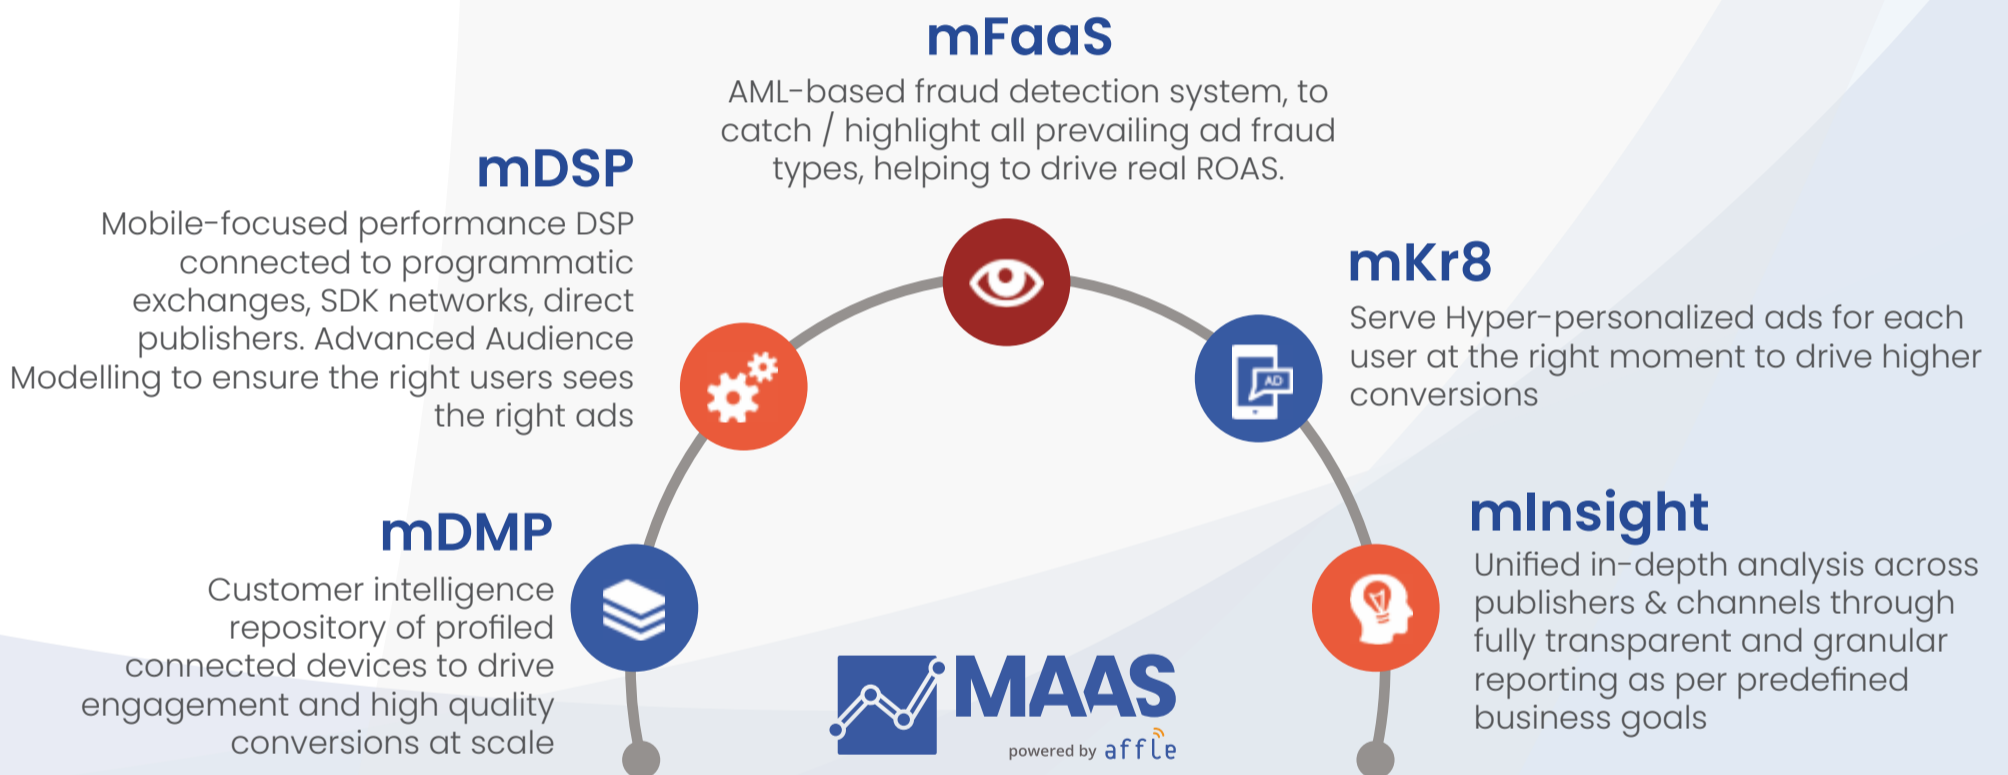 mFaaS
AML-based fraud detection system, to
catch / highlight all prevailing ad fraud
types, helping to drive real ROAS.
mDSP
Mobile-focused performance DSP
connected to programmatic
exchanges, SDK networks, direct
publishers. Advanced Audience
Modelling to ensure the right users sees
the right ads
mKr8
Serve Hyper-personalized ads for each
user at the right moment to drive higher
conversions
AD
mDMP
Customer intelligence
repository of profiled
connected devices to drive
engagement and high quality
conversions at scale
mInsight
Unified in-depth analysis across
publishers & channels through
fully transparent and granular
reporting as per predefined
business goals
MAAS
powered by affle